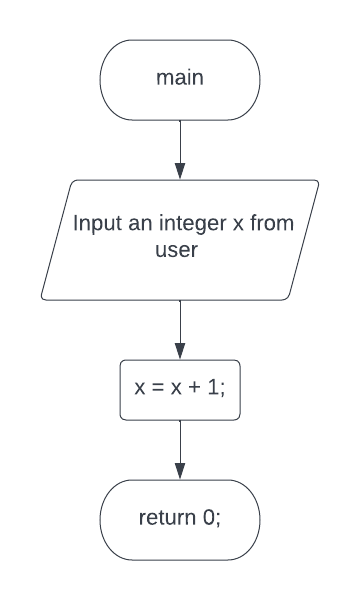 main
Input an integer x from
user
x = x + 1;
return 0;